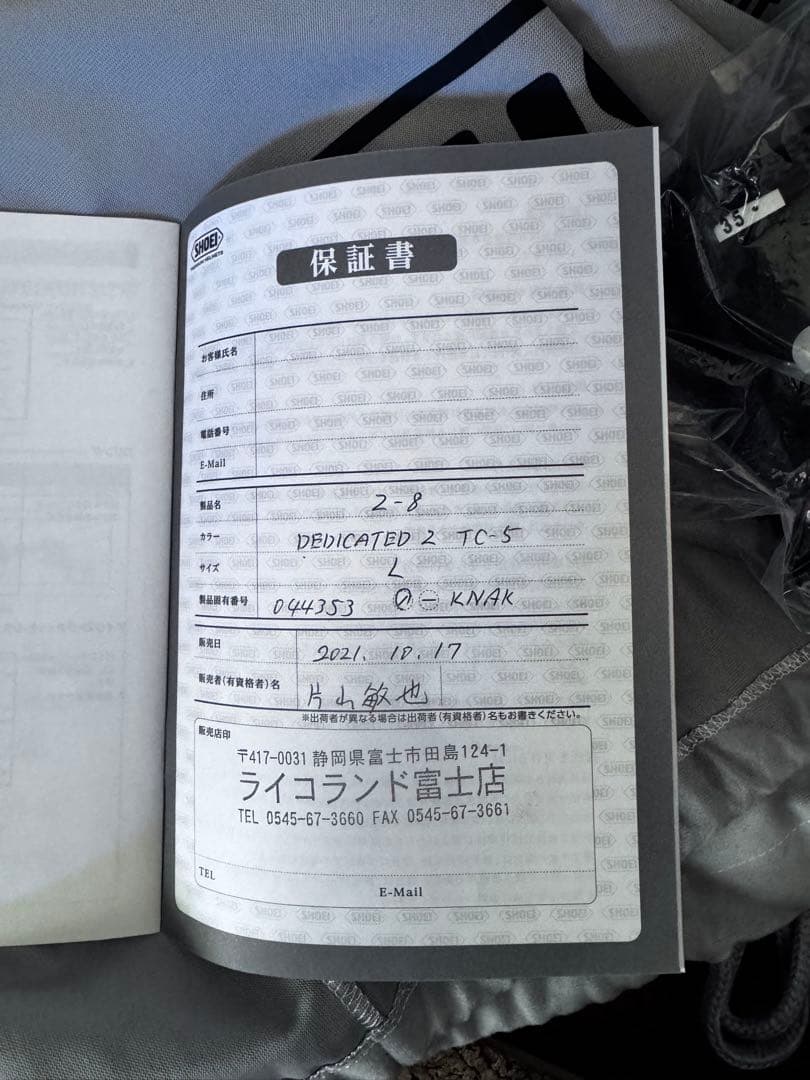 SHOEI
PREMIUM HELMETS
保証書
お客様氏名
住所
電話番号
E-Mail
製品名 Z-8
カラー DEDICATED 2 TC-5
サイズ L
製品固有番号 044353 KNAK
販売日 2021. 10. 17
販売者(有資格者)名 片山敏也
※出荷者が異なる場合は出荷者(有資格者)名もお書きください。
販売店印
〒417-0031 静岡県富士市田島124-1
ライコランド富士店
TEL 0545-67-3660 FAX 0545-67-3661
TEL E-Mail
35.